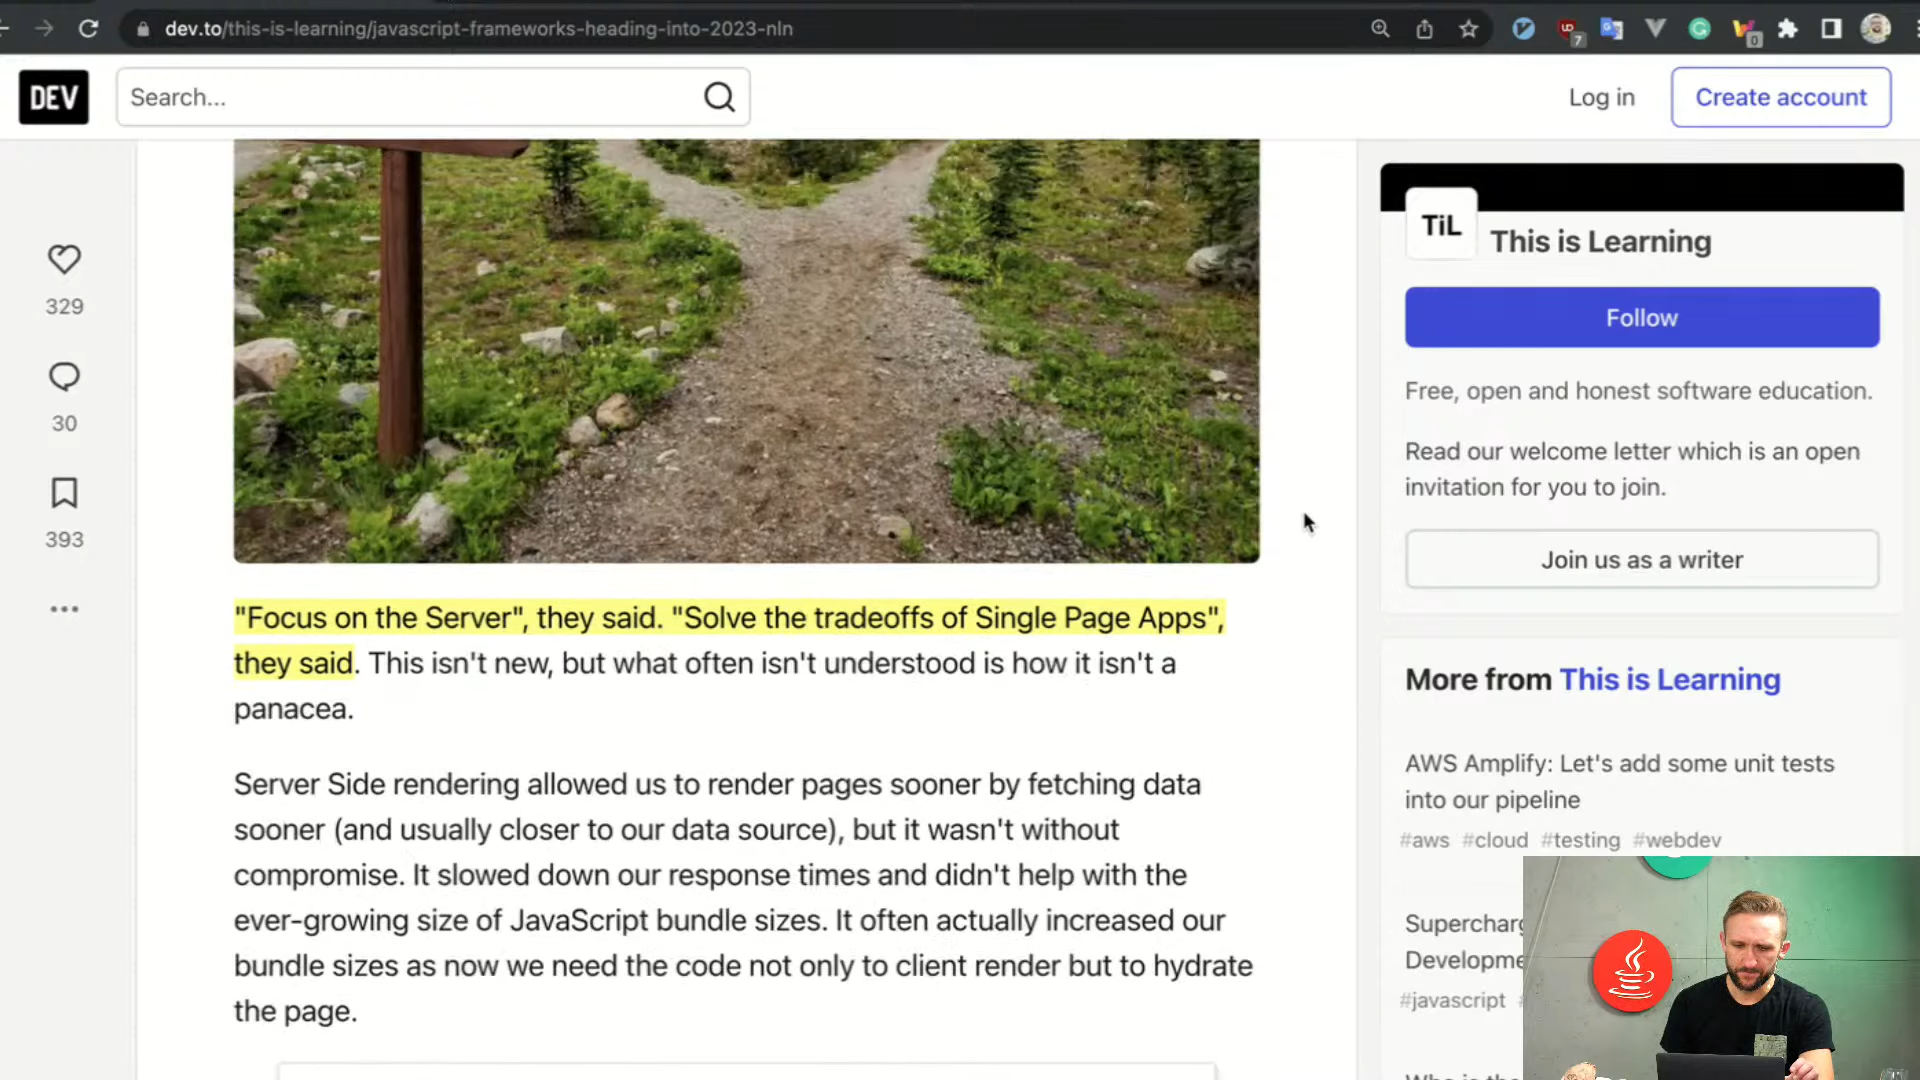 dev.to/this-is-learning/javascript-frameworks-heading-into-2023-nln
7
0
DEV
Search...
Log in
Create account
329
30
393
TiL
This is Learning
Follow
Free, open and honest software education.
Read our welcome letter which is an open
invitation for you to join.
Join us as a writer
"Focus on the Server", they said. "Solve the tradeoffs of Single Page Apps",
they said. This isn't new, but what often isn't understood is how it isn't a
panacea.
Server Side rendering allowed us to render pages sooner by fetching data
sooner (and usually closer to our data source), but it wasn't without
compromise. It slowed down our response times and didn't help with the
ever-growing size of JavaScript bundle sizes. It often actually increased our
bundle sizes as now we need the code not only to client render but to hydrate
the page.
More from This is Learning
AWS Amplify: Let's add some unit tests
into our pipeline
#aws #cloud #testing #webdev
#javascript